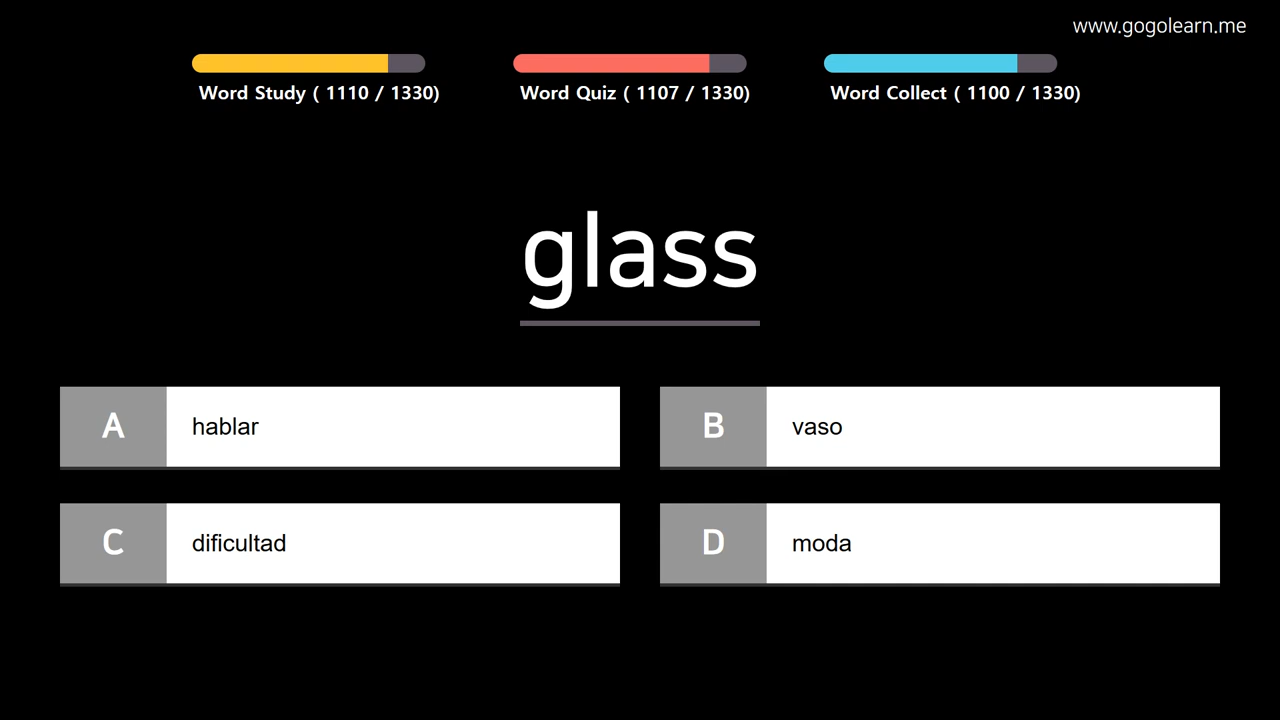 www.gogolearn.me
Word Study ( 1110 / 1330)
Word Quiz ( 1107 / 1330)
Word Collect ( 1100 / 1330)
glass
A hablar
B vaso
C dificultad
D moda